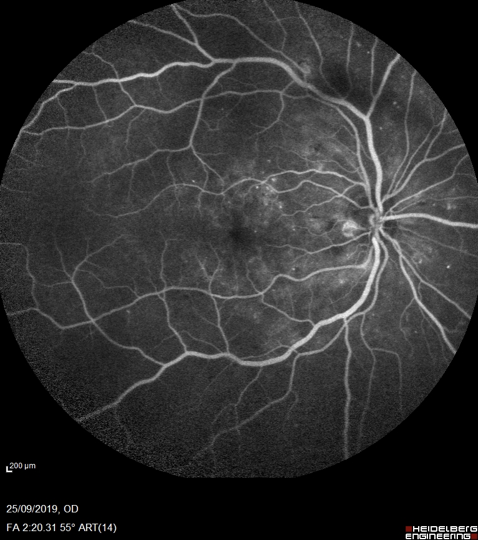 200 µm
25/09/2019, OD
FA 2:20.31 55° ART(14)
HEIDELBERG
ENGINEERING